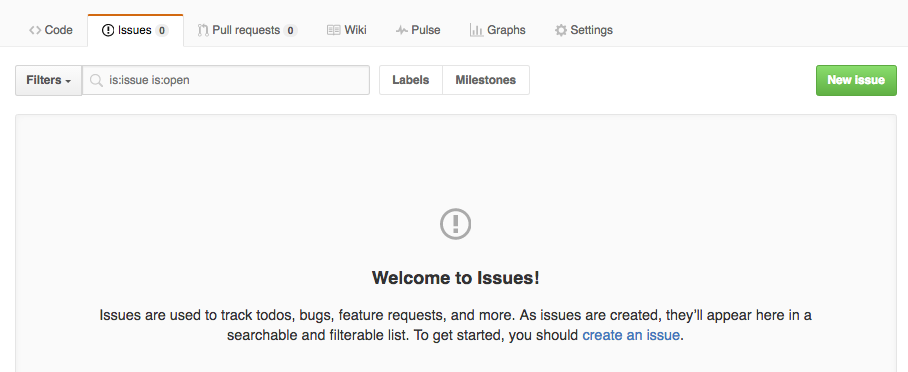 Code Issues 0 Pull requests 0 Wiki Pulse Graphs Settings
Filters is:issue is:open Labels Milestones New issue
Welcome to Issues!
Issues are used to track todos, bugs, feature requests, and more. As issues are created, they'll appear here in a
searchable and filterable list. To get started, you should create an issue.